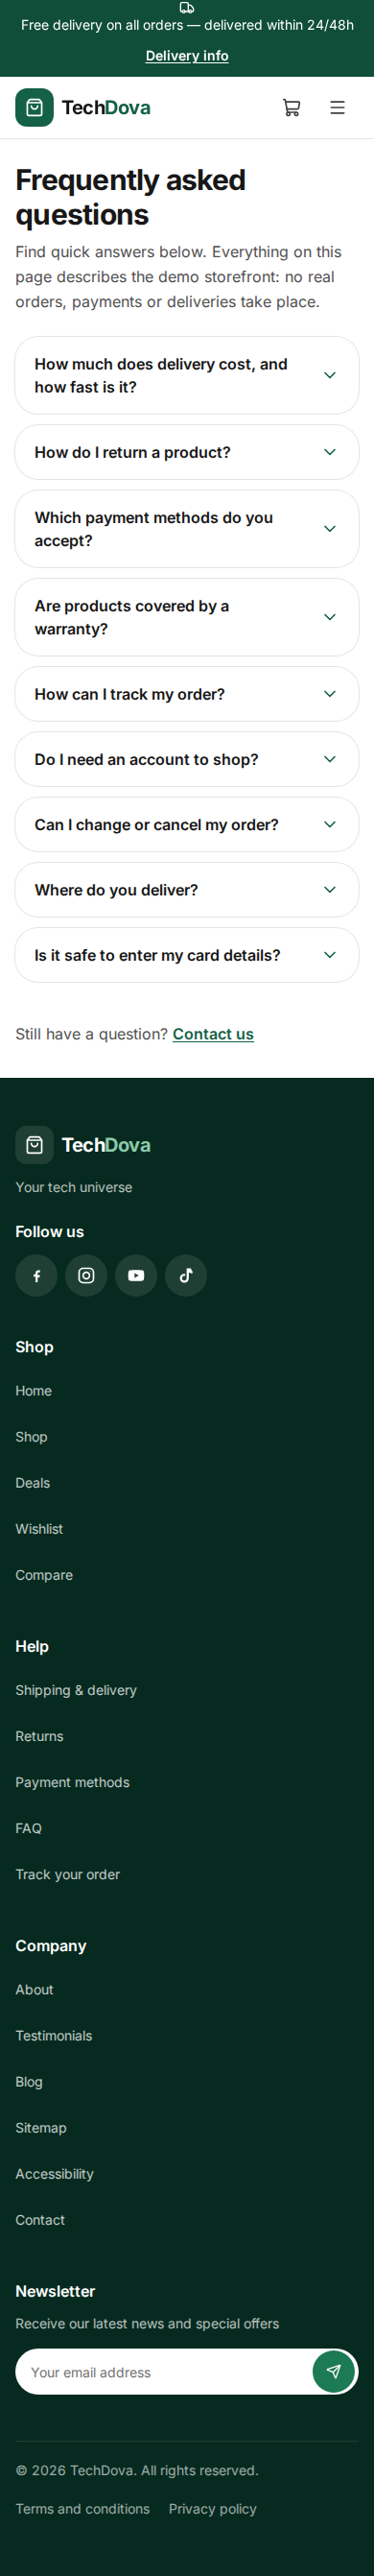 Free delivery on all orders — delivered within 24/48h
Delivery info
TechDova
Frequently asked
questions
Find quick answers below. Everything on this
page describes the demo storefront: no real
orders, payments or deliveries take place.
How much does delivery cost, and
how fast is it?
How do I return a product?
Which payment methods do you
accept?
Are products covered by a
warranty?
How can I track my order?
Do I need an account to shop?
Can I change or cancel my order?
Where do you deliver?
Is it safe to enter my card details?
Still have a question? Contact us
TechDova
Your tech universe
Follow us
Shop
Home
Shop
Deals
Wishlist
Compare
Help
Shipping & delivery
Returns
Payment methods
FAQ
Track your order
Company
About
Testimonials
Blog
Sitemap
Accessibility
Contact
Newsletter
Receive our latest news and special offers
Your email address
© 2026 TechDova. All rights reserved.
Terms and conditions Privacy policy